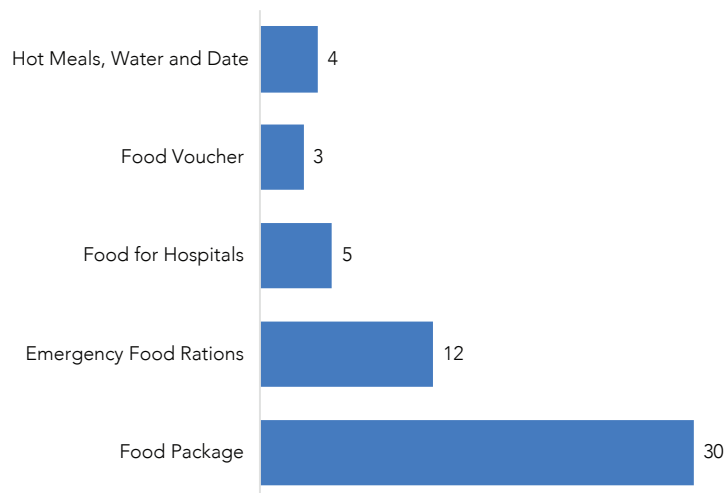 Hot Meals, Water and Date 4
Food Voucher 3
Food for Hospitals 5
Emergency Food Rations 12
Food Package 30